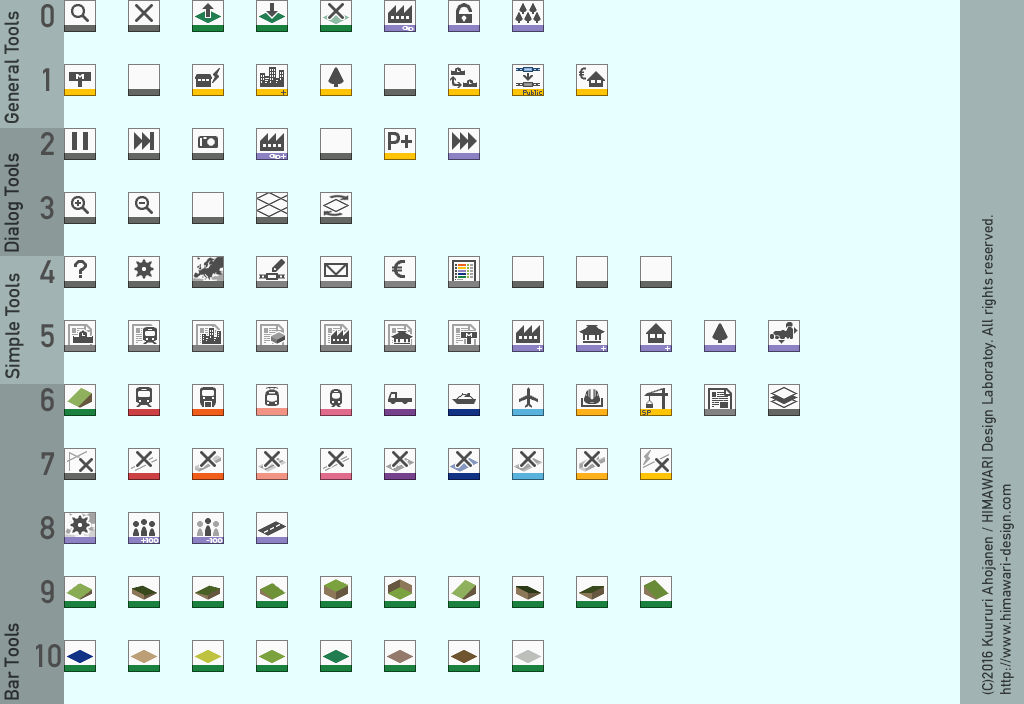 General Tools
Dialog Tools
Simple Tools
Bar Tools
0
1
M
€
Public
2
P+
3
4
?
€
5
6
SP
7
8
+100
-100
9
10
(C)2016 Kuururi Ahojanen / HIMAWARI Design Laboratoy. All rights reserved.
http://www.himawari-design.com